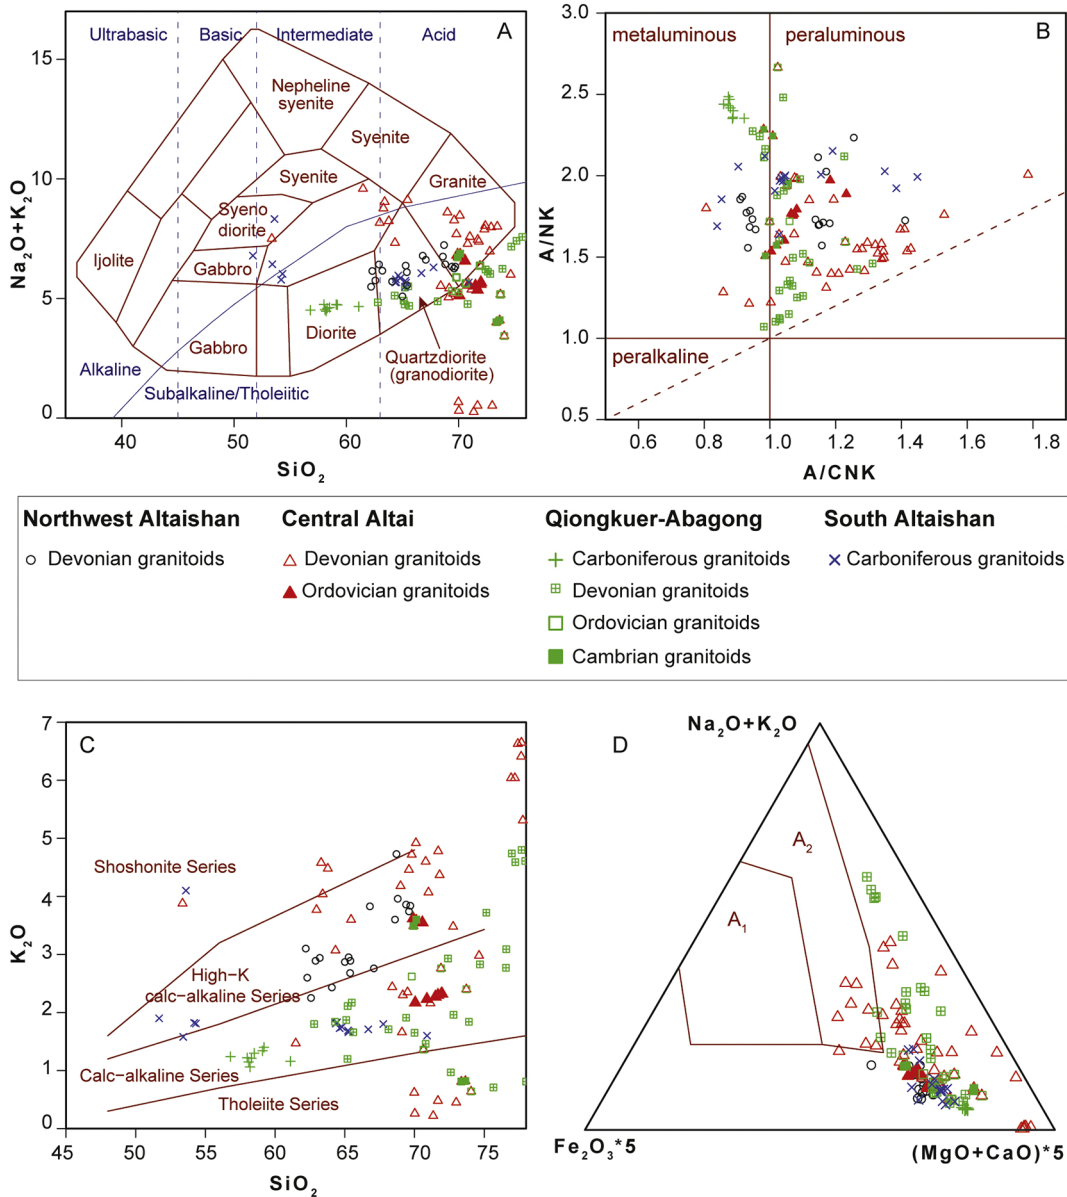 A
Ultrabasic Basic Intermediate Acid
Nepheline
syenite
Syenite
Syenite
Granite
Syeno
diorite
Ijolite
Gabbro
Diorite
Gabbro
Quartzdiorite
(granodiorite)
Alkaline
Subalkaline/Tholeiitic
Na2O+K2O
15
10
5
0
40 50 60 70
SiO2
B
metaluminous peraluminous
peralkaline
A/NK
3.0
2.5
2.0
1.5
1.0
0.5
0.6 0.8 1.0 1.2 1.4 1.6 1.8
A/CNK
Northwest Altaishan
Devonian granitoids
Central Altai
Devonian granitoids
Ordovician granitoids
Qiongkuer-Abagong
Carboniferous granitoids
Devonian granitoids
Ordovician granitoids
Cambrian granitoids
South Altaishan
Carboniferous granitoids
C
Shoshonite Series
High-K
calc-alkaline Series
Calc-alkaline Series
Tholeiite Series
K2O
7
6
5
4
3
2
1
0
45 50 55 60 65 70 75
SiO2
D
Na2O+K2O
A2
A1
Fe2O3*5
(MgO+CaO)*5